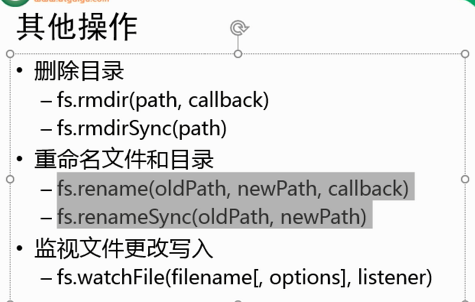 其他操作
• 删除目录
– fs.rmdir(path, callback)
– fs.rmdirSync(path)
• 重命名文件和目录
– fs.rename(oldPath, newPath, callback)
– fs.renameSync(oldPath, newPath)
• 监视文件更改写入
– fs.watchFile(filename[, options], listener)